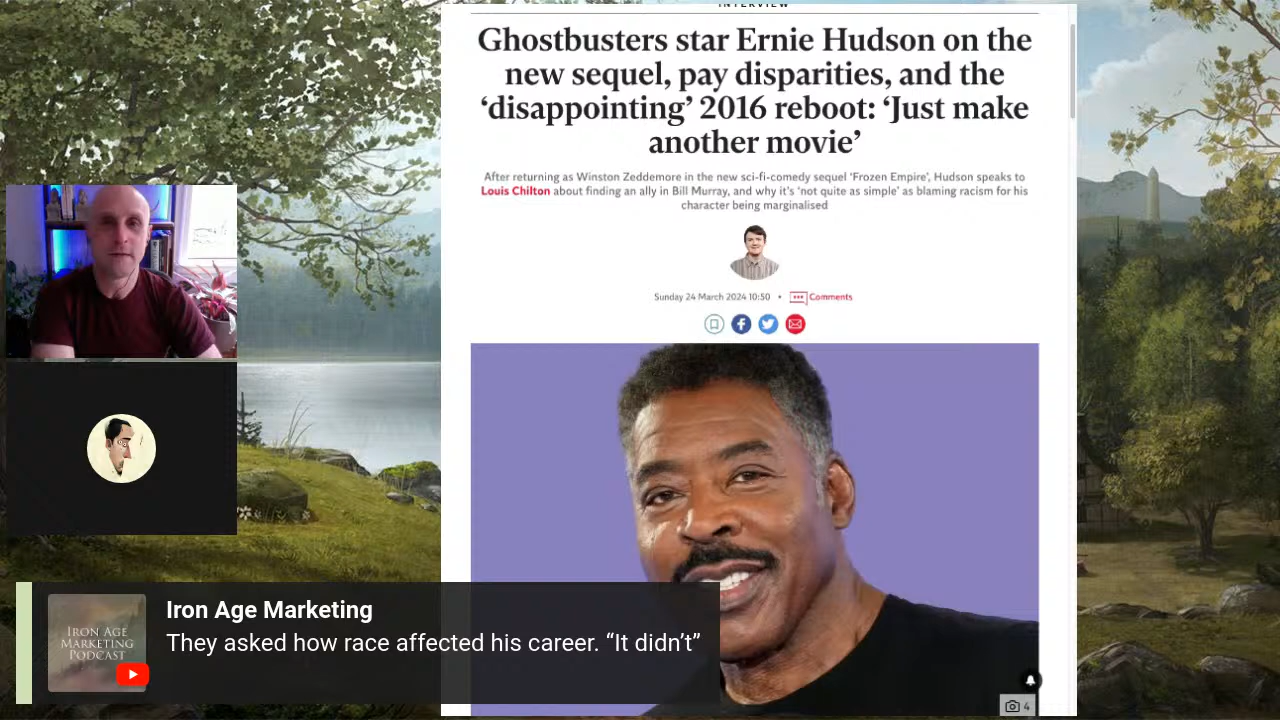 INTERVIEW
Ghostbusters star Ernie Hudson on the
new sequel, pay disparities, and the
‘disappointing’ 2016 reboot: ‘Just make
another movie’
After returning as Winston Zeddemore in the new sci-fi-comedy sequel ‘Frozen Empire’, Hudson speaks to
Louis Chilton about finding an ally in Bill Murray, and why it’s ‘not quite as simple’ as blaming racism for his
character being marginalised
Sunday 24 March 2024 10:50 • Comments
4
IRON AGE
MARKETING
PODCAST
Iron Age Marketing
They asked how race affected his career. “It didn’t”